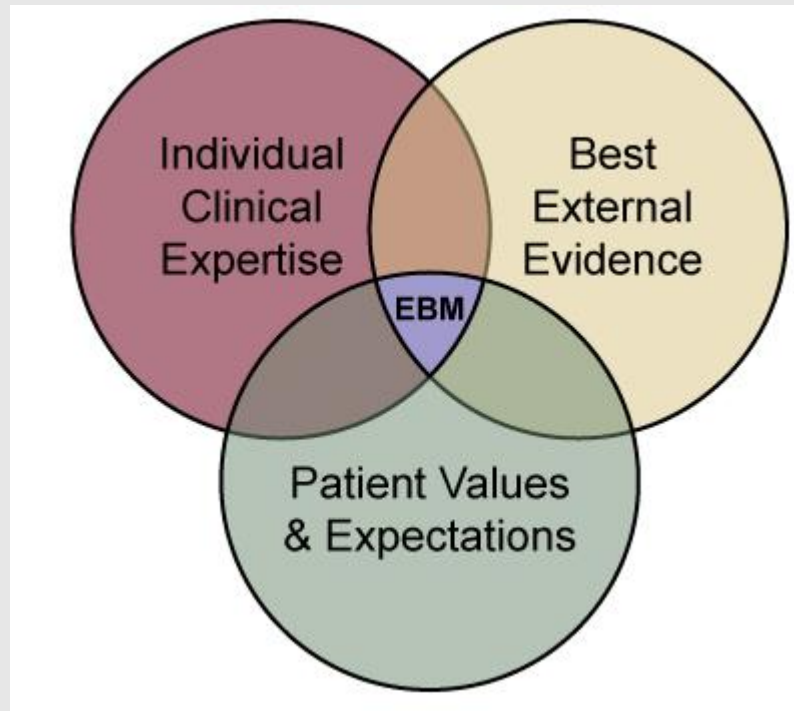 Individual
Clinical
Expertise
Best
External
Evidence
EBM
Patient Values
& Expectations